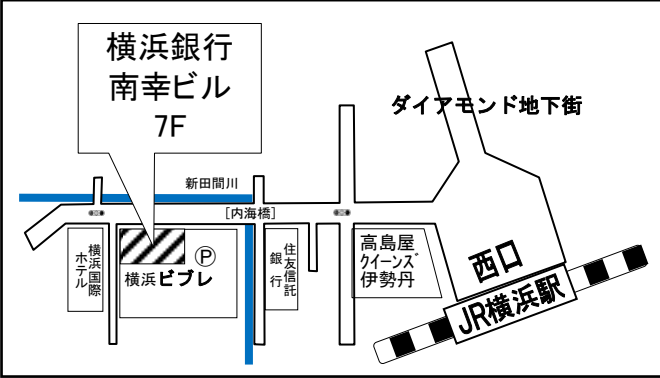 横浜銀行
南幸ビル
7F
ダイアモンド地下街
新田間川
[内海橋]
横浜国際
ホテル
Ⓟ
横浜ビブレ
住友信託
銀行
高島屋
クイーンズ
伊勢丹
西口
JR横浜駅